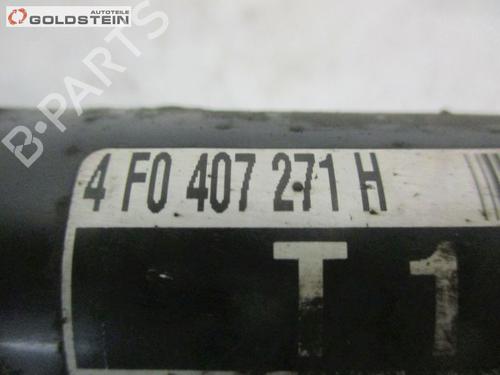 AUTOTEILE
GOLDSTEIN
B-PARTS
4 F0 407 271 H
T 1